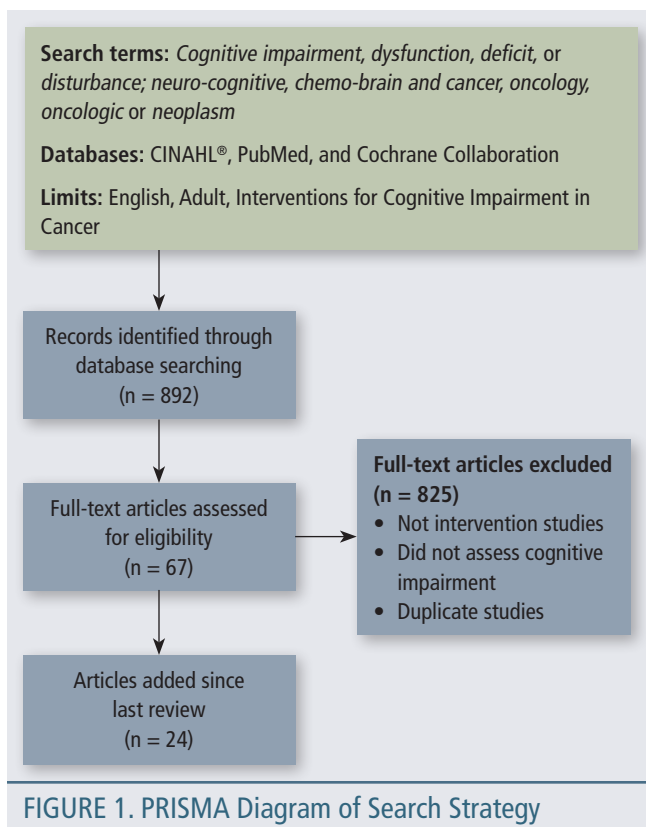 Search terms: Cognitive impairment, dysfunction, deficit, or
disturbance; neuro-cognitive, chemo-brain and cancer, oncology,
oncologic or neoplasm
Databases: CINAHL®, PubMed, and Cochrane Collaboration
Limits: English, Adult, Interventions for Cognitive Impairment in
Cancer
Records identified through
database searching
(n = 892)
Full-text articles assessed
for eligibility
(n = 67)
Full-text articles excluded
(n = 825)
• Not intervention studies
• Did not assess cognitive
impairment
• Duplicate studies
Articles added since
last review
(n = 24)
FIGURE 1. PRISMA Diagram of Search Strategy